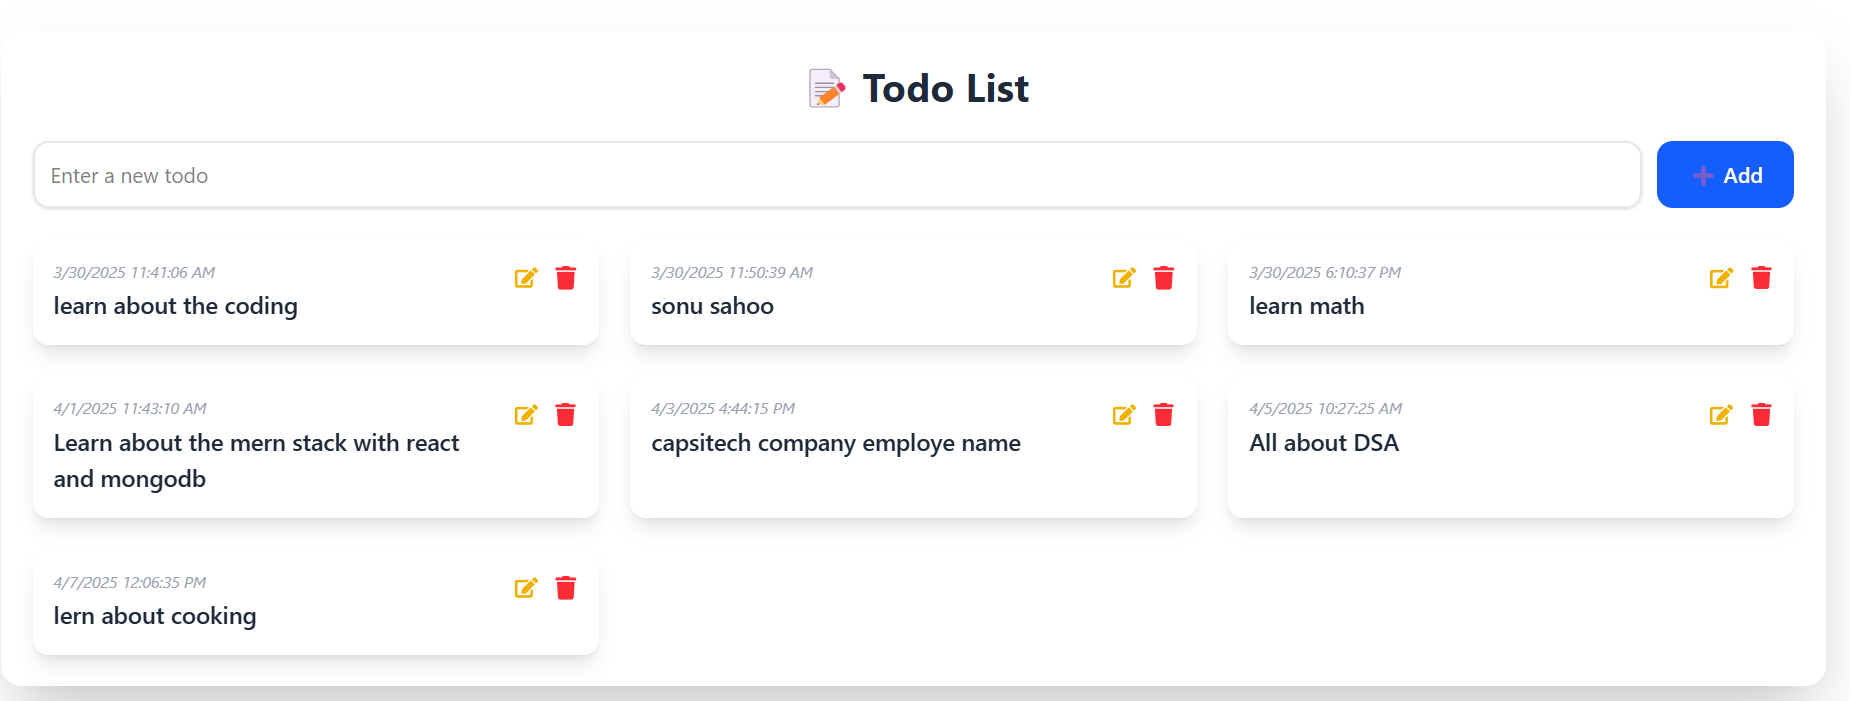 Todo List
Enter a new todo
Add
3/30/2025 11:41:06 AM
learn about the coding
3/30/2025 11:50:39 AM
sonu sahoo
3/30/2025 6:10:37 PM
learn math
4/1/2025 11:43:10 AM
Learn about the mern stack with react
and mongodb
4/3/2025 4:44:15 PM
capsitech company employe name
4/5/2025 10:27:25 AM
All about DSA
4/7/2025 12:06:35 PM
lern about cooking